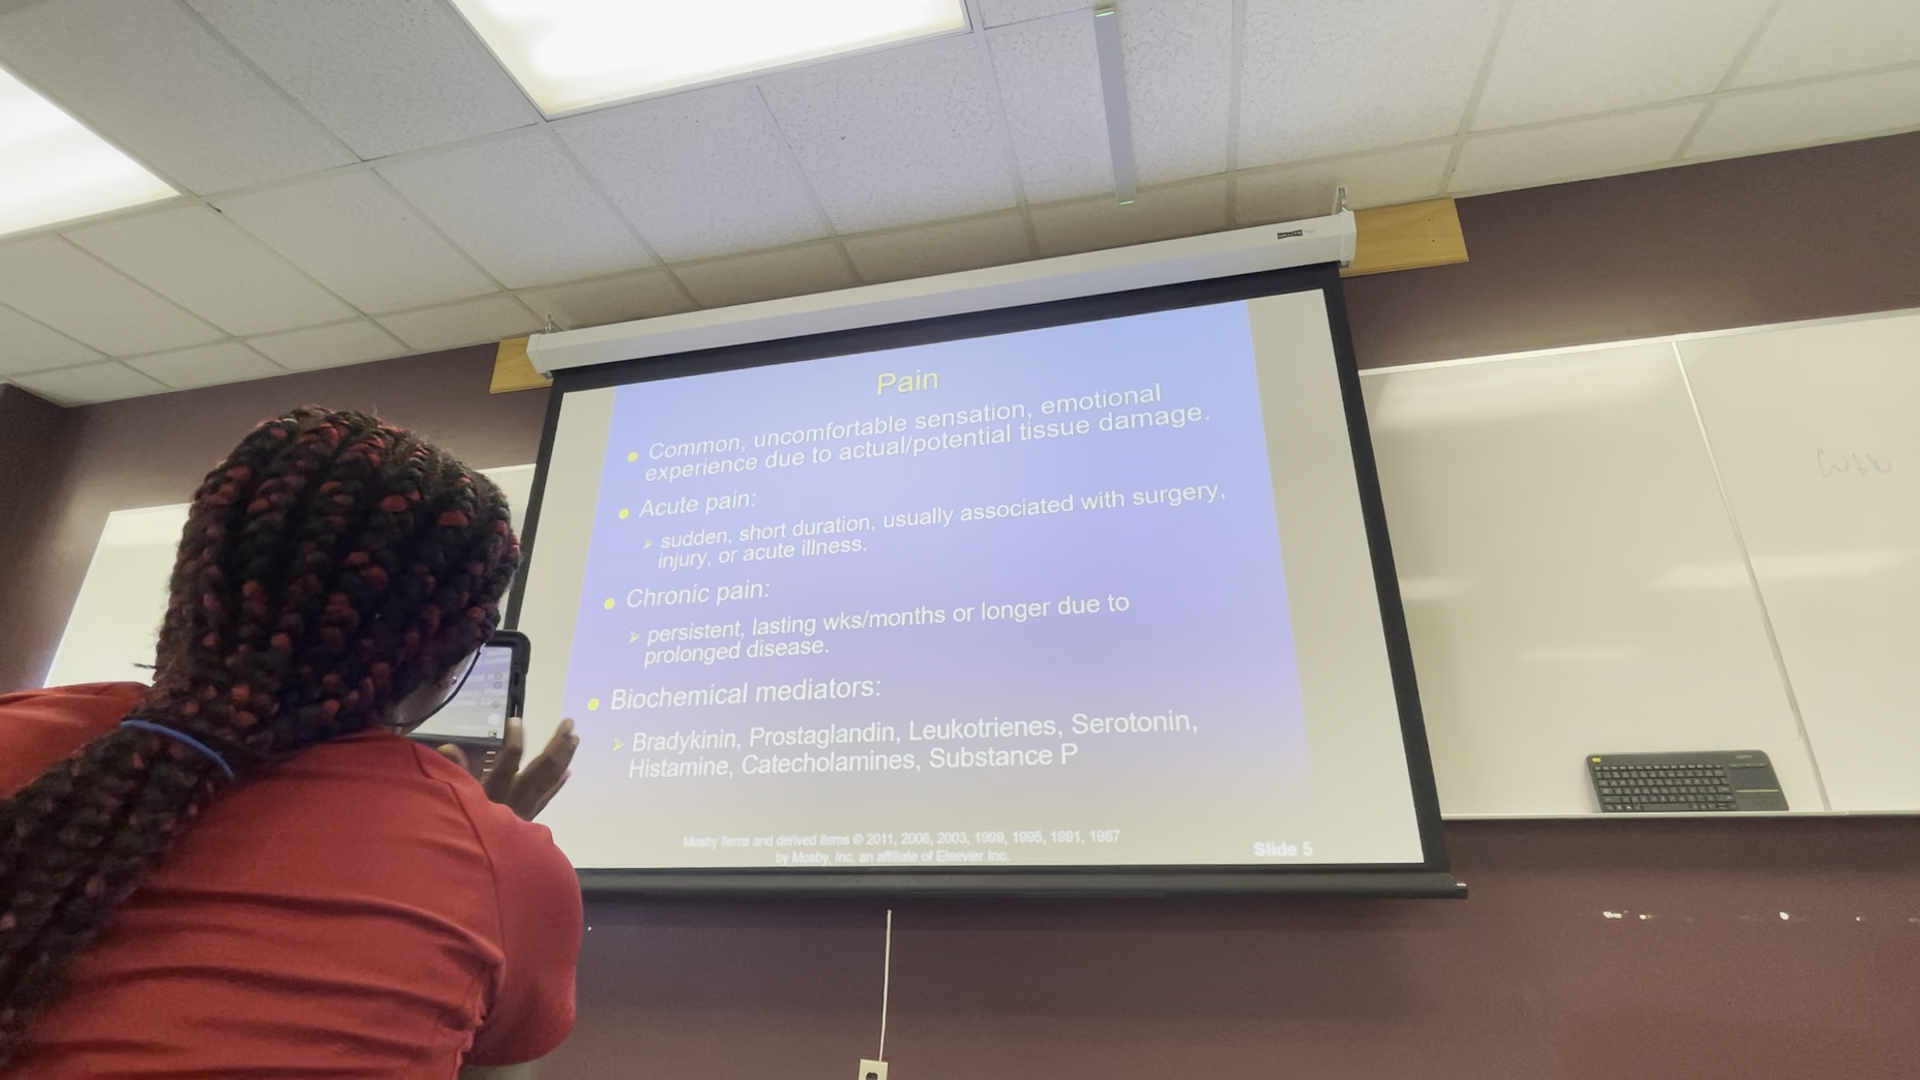 Pain
• Common, uncomfortable sensation, emotional
experience due to actual/potential tissue damage.
• Acute pain:
➢ sudden, short duration, usually associated with surgery,
injury, or acute illness.
• Chronic pain:
➢ persistent, lasting wks/months or longer due to
prolonged disease.
• Biochemical mediators:
➢ Bradykinin, Prostaglandin, Leukotrienes, Serotonin,
Histamine, Catecholamines, Substance P
Mosby items and derived items © 2011, 2006, 2003, 1999, 1995, 1991, 1987
by Mosby, Inc. an affiliate of Elsevier Inc.
Slide 5